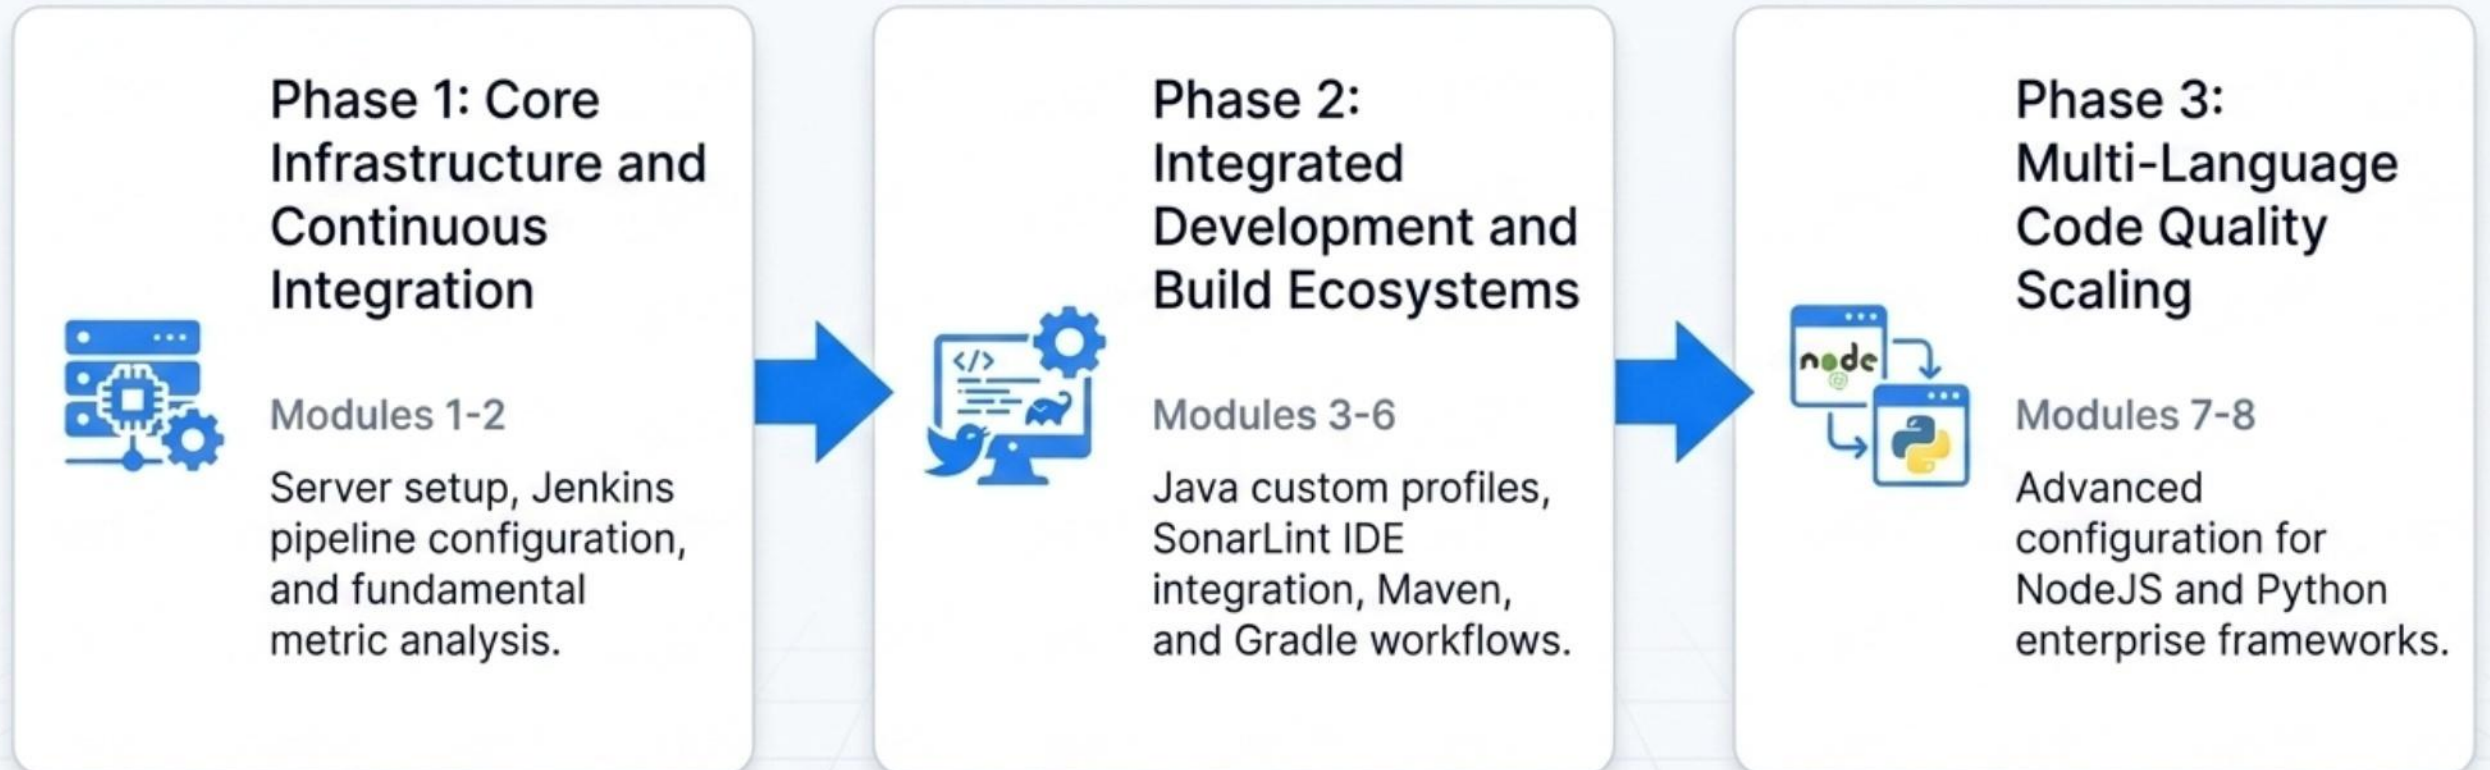 Phase 1: Core
Infrastructure and
Continuous
Integration
Modules 1-2
Server setup, Jenkins
pipeline configuration,
and fundamental
metric analysis.
</>
Phase 2:
Integrated
Development and
Build Ecosystems
Modules 3-6
Java custom profiles,
SonarLint IDE
integration, Maven,
and Gradle workflows.
node
Phase 3:
Multi-Language
Code Quality
Scaling
Modules 7-8
Advanced
configuration for
NodeJS and Python
enterprise frameworks.